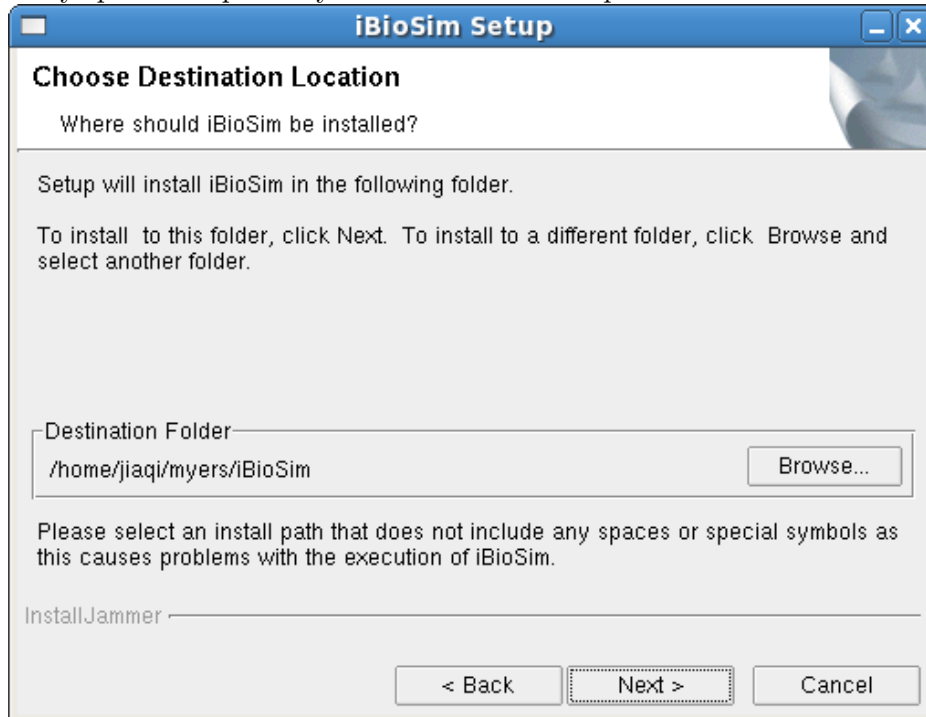 iBioSim Setup
Choose Destination Location
Where should iBioSim be installed?
Setup will install iBioSim in the following folder.
To install  to this folder, click Next.  To install to a different folder, click  Browse and
select another folder.
Destination Folder
/home/jiaqi/myers/iBioSim
Browse...
Please select an install path that does not include any spaces or special symbols as
this causes problems with the execution of iBioSim.
InstallJammer
< Back
Next >
Cancel